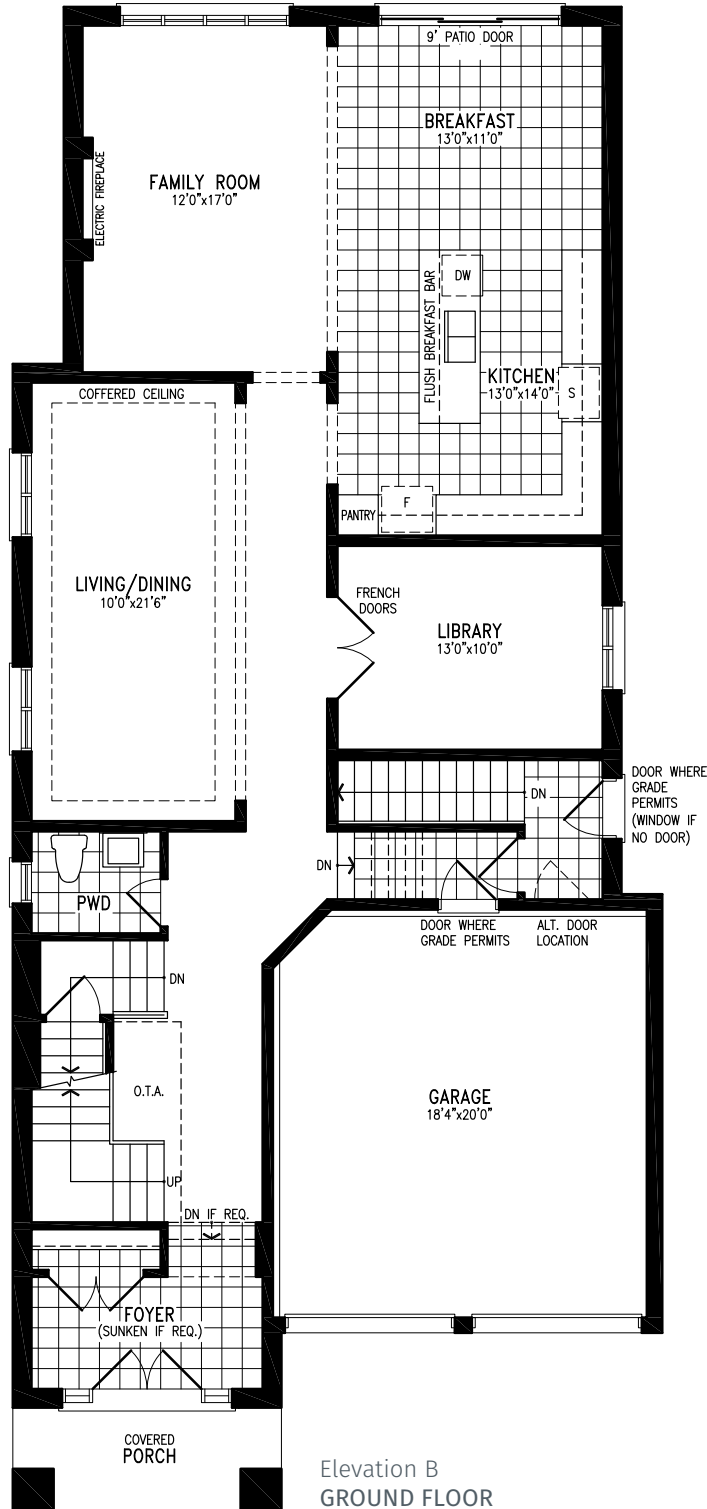 9' PATIO DOOR
BREAKFAST
13'0"x11'0"
FAMILY ROOM
12'0"x17'0"
ELECTRIC FIREPLACE
DW
FLUSH BREAKFAST BAR
KITCHEN
13'0"x14'0"
S
COFFERED CEILING
F
PANTRY
LIVING/DINING
10'0"x21'6"
FRENCH
DOORS
LIBRARY
13'0"x10'0"
DN
DOOR WHERE
GRADE
PERMITS
(WINDOW IF
NO DOOR)
DN
PWD
DOOR WHERE
GRADE PERMITS
ALT. DOOR
LOCATION
DN
O.T.A.
GARAGE
18'4"x20'0"
UP
DN IF REQ.
FOYER
(SUNKEN IF REQ.)
COVERED
PORCH
Elevation B
GROUND FLOOR